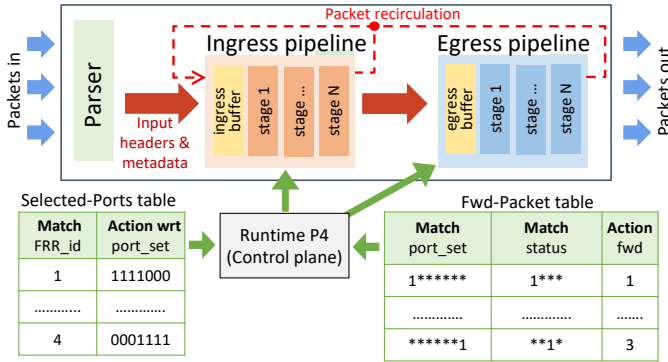 Packet recirculation
Ingress pipeline
Egress pipeline
Packets in
Parser
Input
headers &
metadata
ingress
buffer
stage 1
stage ...
stage N
egress
buffer
stage 1
stage ...
stage N
Packets out
Selected-Ports table
Match
FRR_id
Action wrt
port_set
1
1111000
............
.............
4
0001111
Runtime P4
(Control plane)
Fwd-Packet table
Match
port_set
Match
status
Action
fwd
1******
1***
1
.............
.............
.......
******1
**1*
3